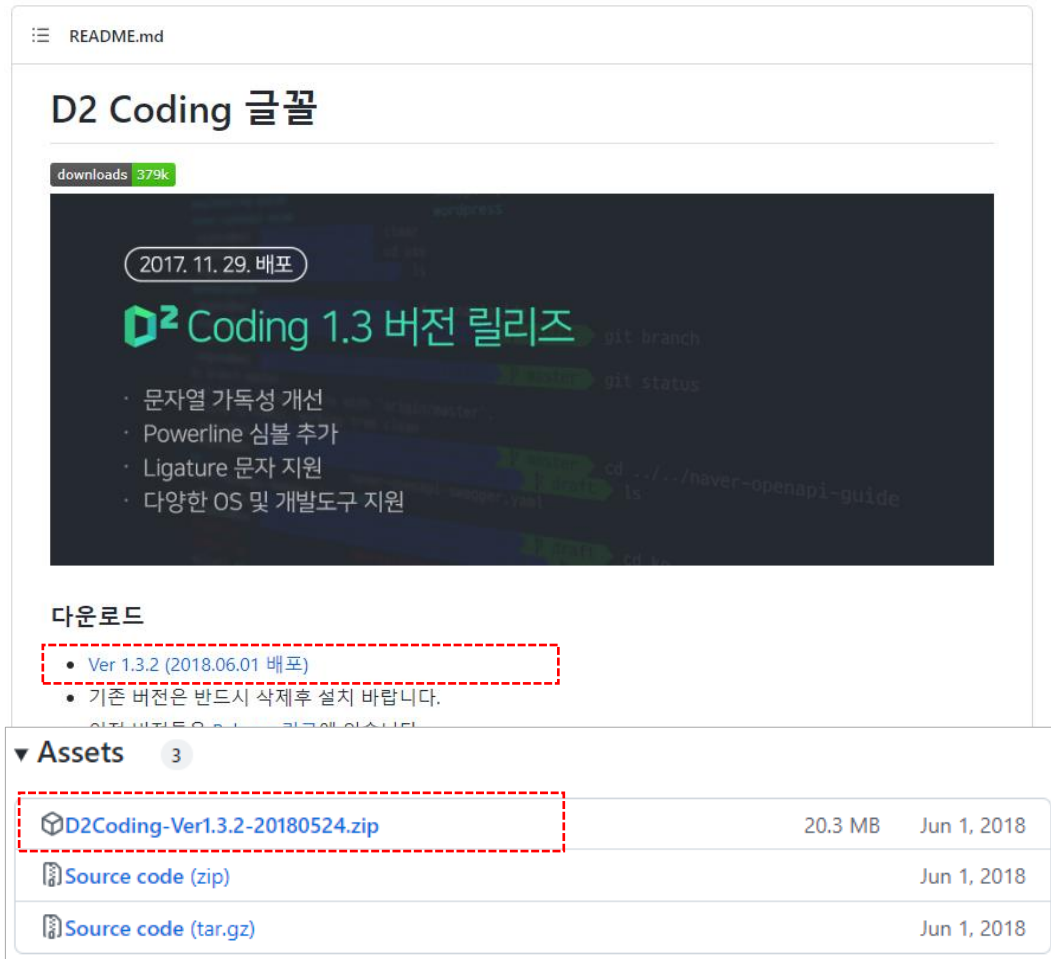 README.md
D2 Coding 글꼴
downloads 379k
wordpress
2017. 11. 29. 배포
D² Coding 1.3 버전 릴리즈
git branch
git status
· 문자열 가독성 개선
· Powerline 심볼 추가
· Ligature 문자 지원
· 다양한 OS 및 개발도구 지원
cd ../../naver-openapi-guide
ls
다운로드
• Ver 1.3.2 (2018.06.01 배포)
• 기존 버전은 반드시 삭제후 설치 바랍니다.
▼ Assets 3
D2Coding-Ver1.3.2-20180524.zip 20.3 MB Jun 1, 2018
Source code (zip) Jun 1, 2018
Source code (tar.gz) Jun 1, 2018